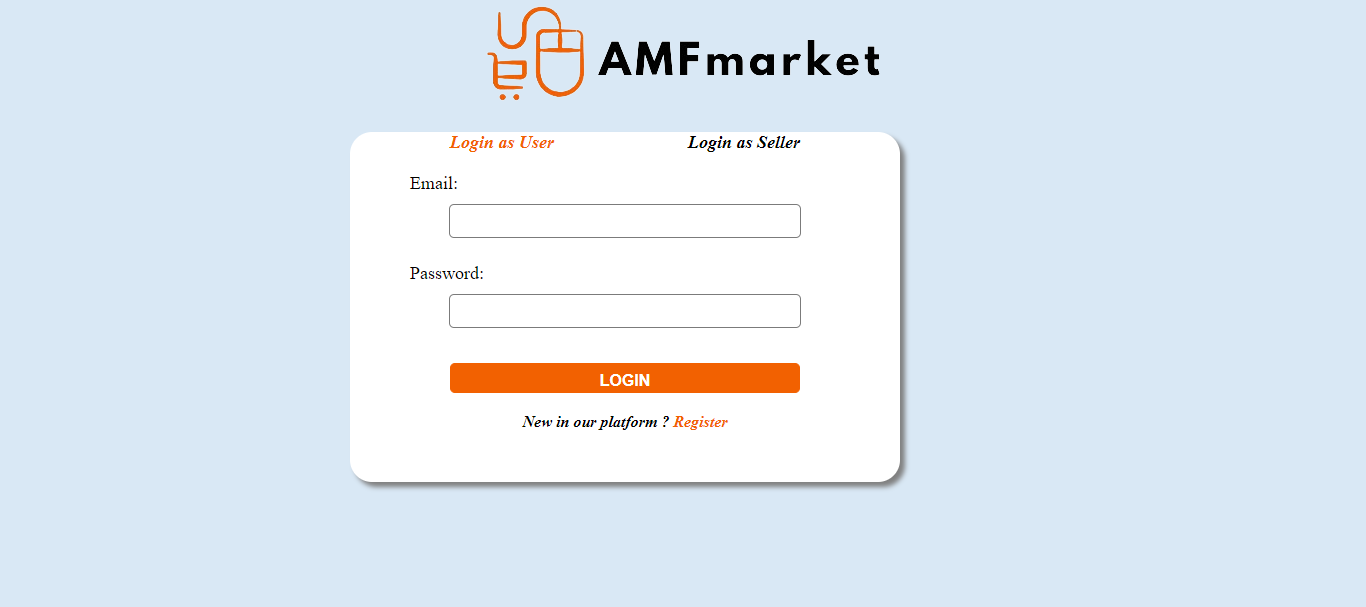 AMFmarket
Login as User Login as Seller
Email:
Password:
LOGIN
New in our platform ? Register